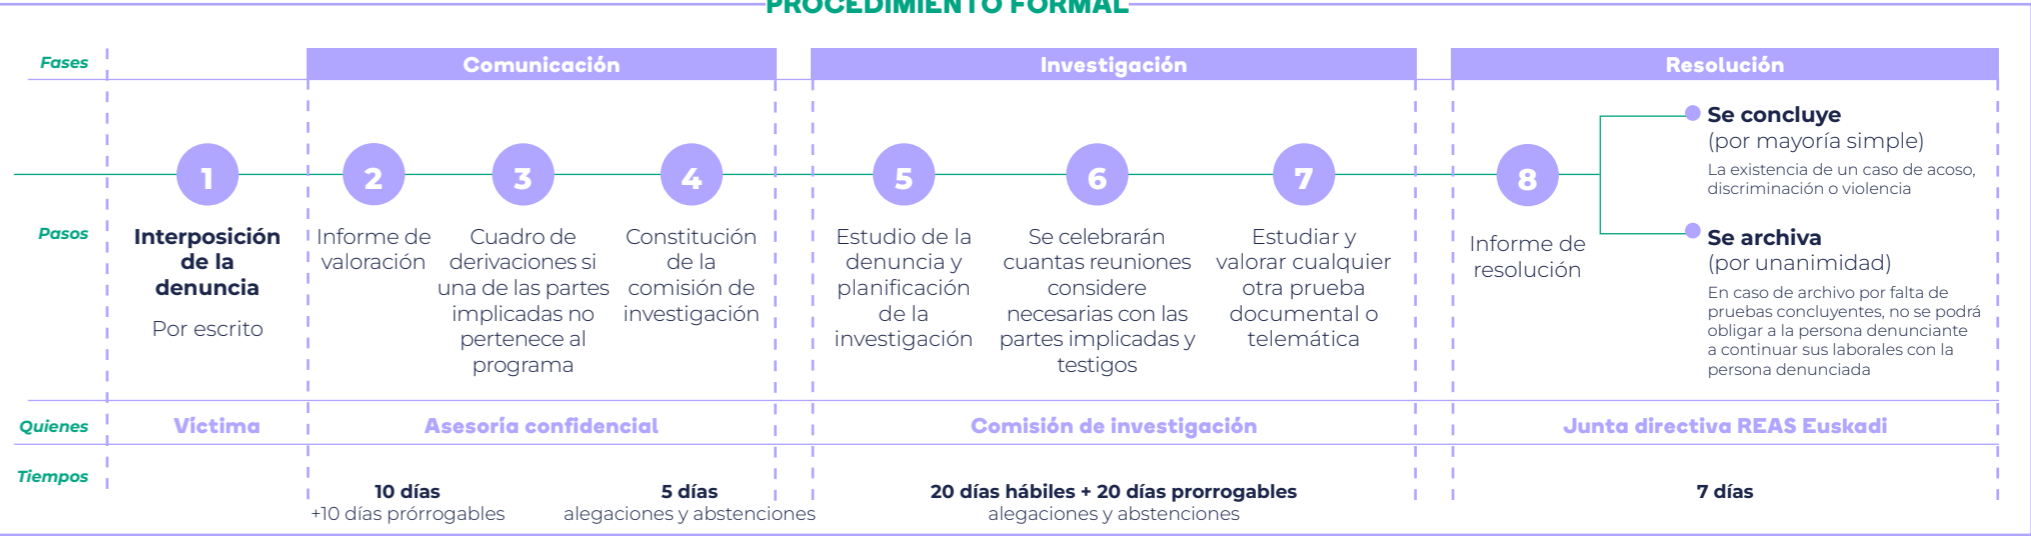 PROCEDIMIENTO FORMAL
Fases
Comunicación
Investigación
Resolución
Pasos
1
Interposición
de la
denuncia
Por escrito
2
Informe de
valoración
3
Cuadro de
derivaciones si
una de las partes
implicadas no
pertenece al
programa
4
Constitución
de la
comisión de
investigación
5
Estudio de la
denuncia y
planificación
de la
investigación
6
Se celebrarán
cuantas reuniones
considere
necesarias con las
partes implicadas y
testigos
7
Estudiar y
valorar cualquier
otra prueba
documental o
telemática
8
Informe de
resolución
Se concluye
(por mayoría simple)
La existencia de un caso de acoso,
discriminación o violencia
Se archiva
(por unanimidad)
En caso de archivo por falta de
pruebas concluyentes, no se podrá
obligar a la persona denunciante
a continuar sus laborales con la
persona denunciada
Quienes
Víctima
Asesoría confidencial
Comisión de investigación
Junta directiva REAS Euskadi
Tiempos
10 días
+10 días prórrogables
5 días
alegaciones y abstenciones
20 días hábiles + 20 días prorrogables
alegaciones y abstenciones
7 días